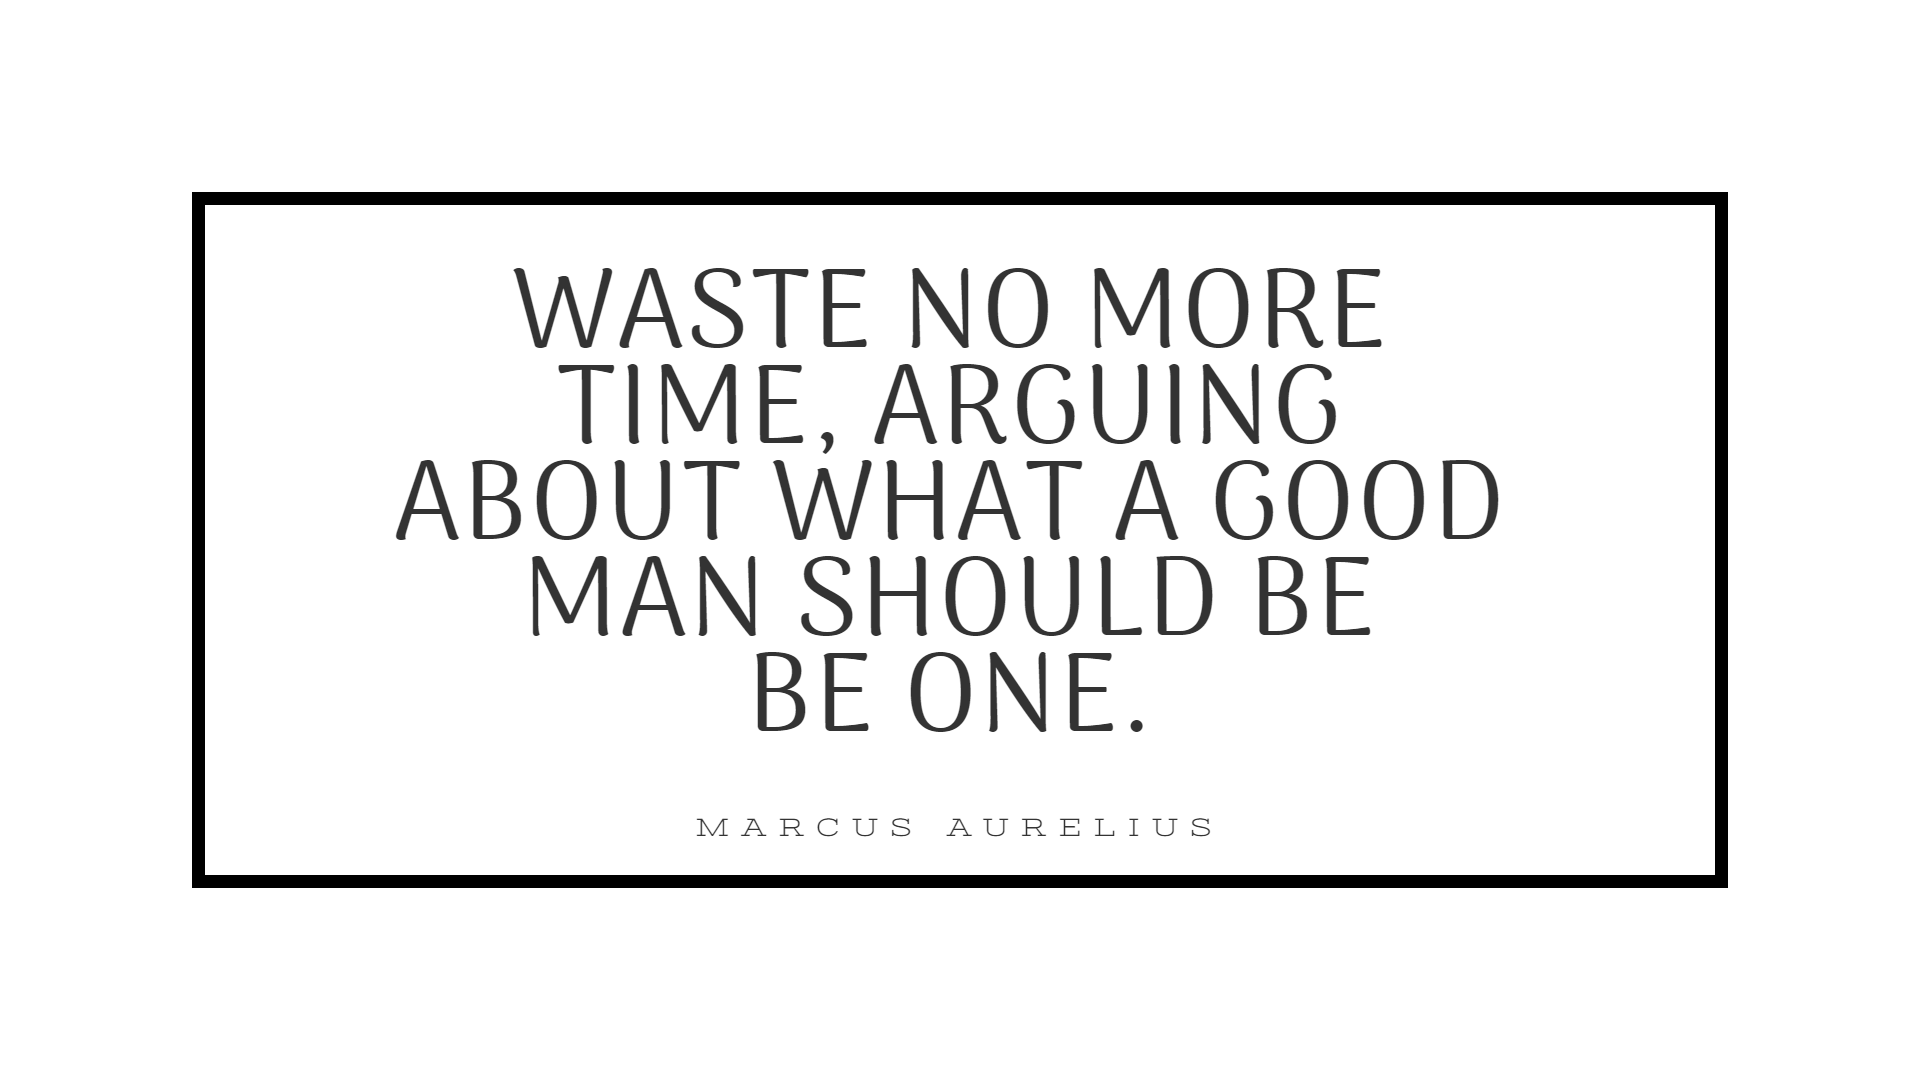 WASTE NO MORE
TIME, ARGUING
ABOUT WHAT A GOOD
MAN SHOULD BE
BE ONE.
MARCUS AURELIUS